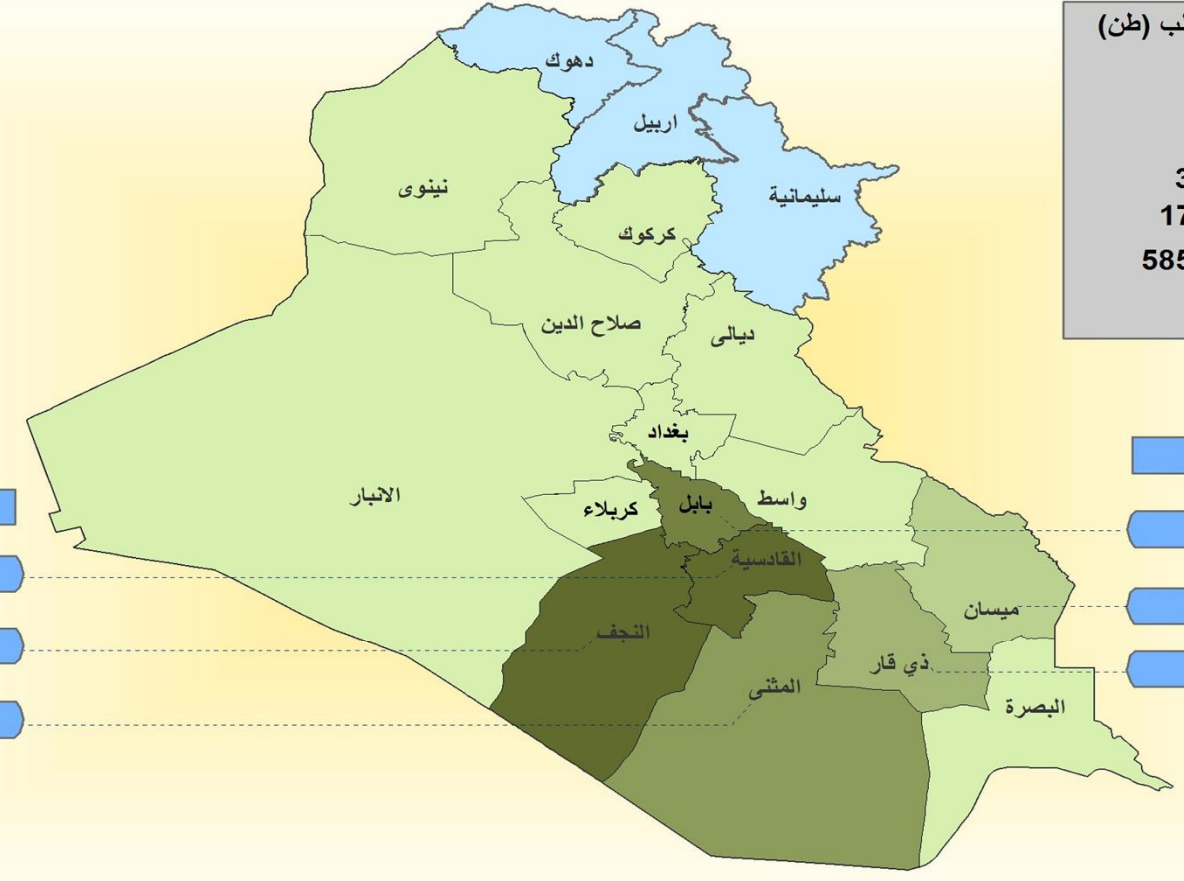 (طن)
3
17
585
دهوك
اربيل
سليمانية
نينوى
كركوك
صلاح الدين
ديالى
بغداد
الانبار
كربلاء
بابل
واسط
القادسية
النجف
ميسان
ذي قار
المثنى
البصرة